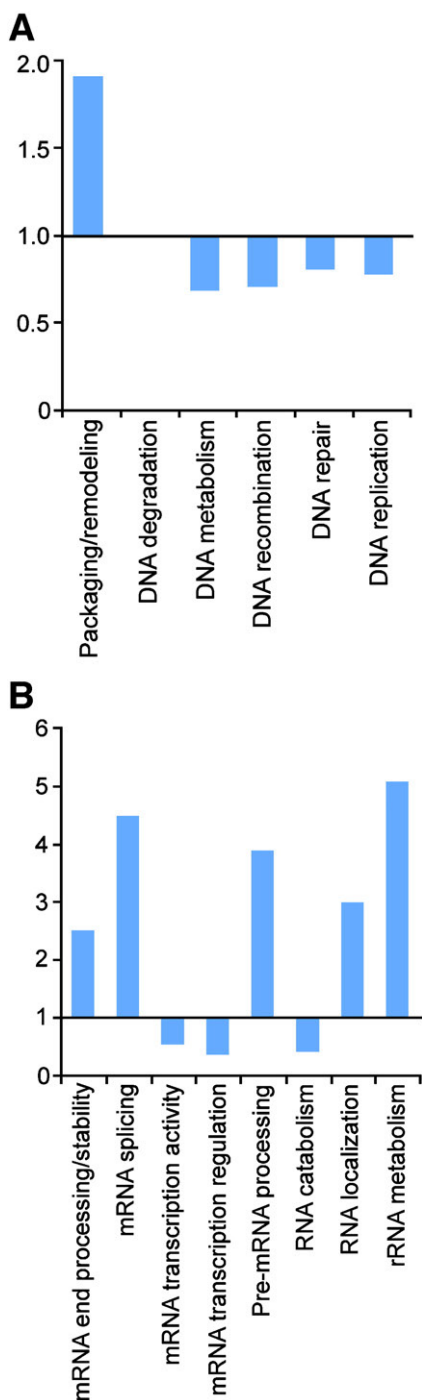 A
2.0
1.5
1.0
0.5
0
Packaging/remodeling
DNA degradation
DNA metabolism
DNA recombination
DNA repair
DNA replication
B
6
5
4
3
2
1
0
mRNA end processing/stability
mRNA splicing
mRNA transcription activity
mRNA transcription regulation
Pre-mRNA processing
RNA catabolism
RNA localization
rRNA metabolism